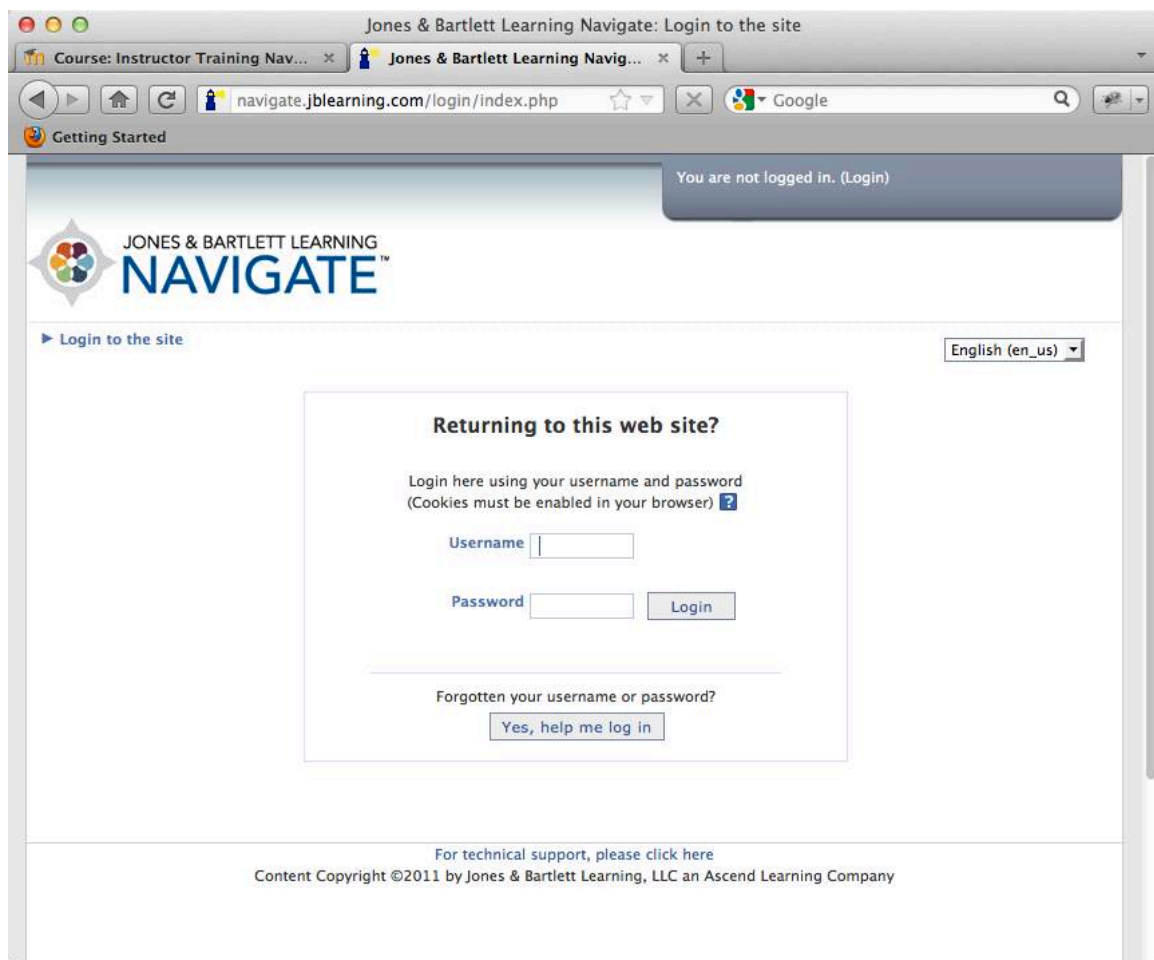 Jones & Bartlett Learning Navigate: Login to the site
Course: Instructor Training Nav... × Jones & Bartlett Learning Navig... × +
navigate.jblearning.com/login/index.php Google
Getting Started
You are not logged in. (Login)
JONES & BARTLETT LEARNING
NAVIGATE™
► Login to the site
English (en_us)
Returning to this web site?
Login here using your username and password
(Cookies must be enabled in your browser) ?
Username
Password Login
Forgotten your username or password?
Yes, help me log in
For technical support, please click here
Content Copyright ©2011 by Jones & Bartlett Learning, LLC an Ascend Learning Company